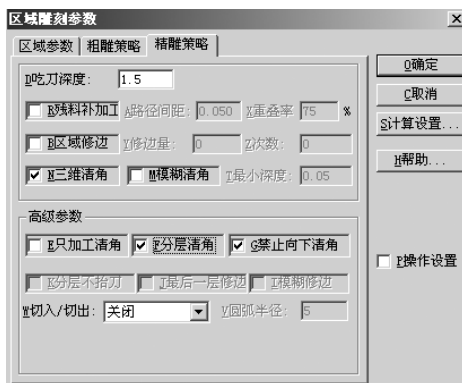 区域雕刻参数
区域参数 粗雕策略 精雕策略
D吃刀深度: 1.5
R残料补加工 A路径间距: 0.050 X重叠率 75 %
B区域修边 Y修边量: 0 Z次数: 0
N三维清角 M模糊清角 T最小深度: 0.05
高级参数
E只加工清角 F分层清角 G禁止向下清角
K分层不抬刀 J最后一层修边 I模糊修边
W切入/切出: 关闭 V圆弧半径: 5
O确定
C取消
S计算设置...
H帮助...
P操作设置